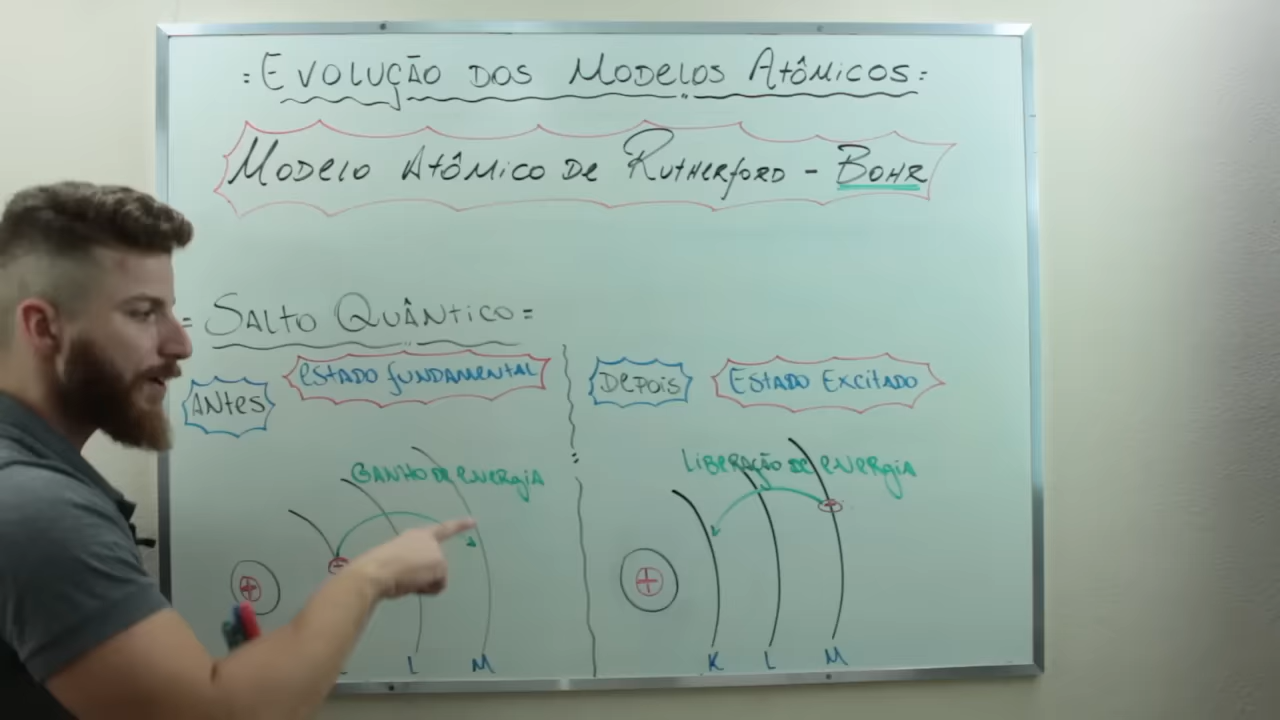 = EVOLUÇÃO DOS MODELOS ATÔMICOS =
MODELO ATÔMICO DE RUTHERFORD - BOHR
= SALTO QUÂNTICO =
ANTES
ESTADO FUNDAMENTAL
DEPOIS
ESTADO EXCITADO
GANHO DE ENERGIA
LIBERAÇÃO DE ENERGIA
+
+
L M
K L M